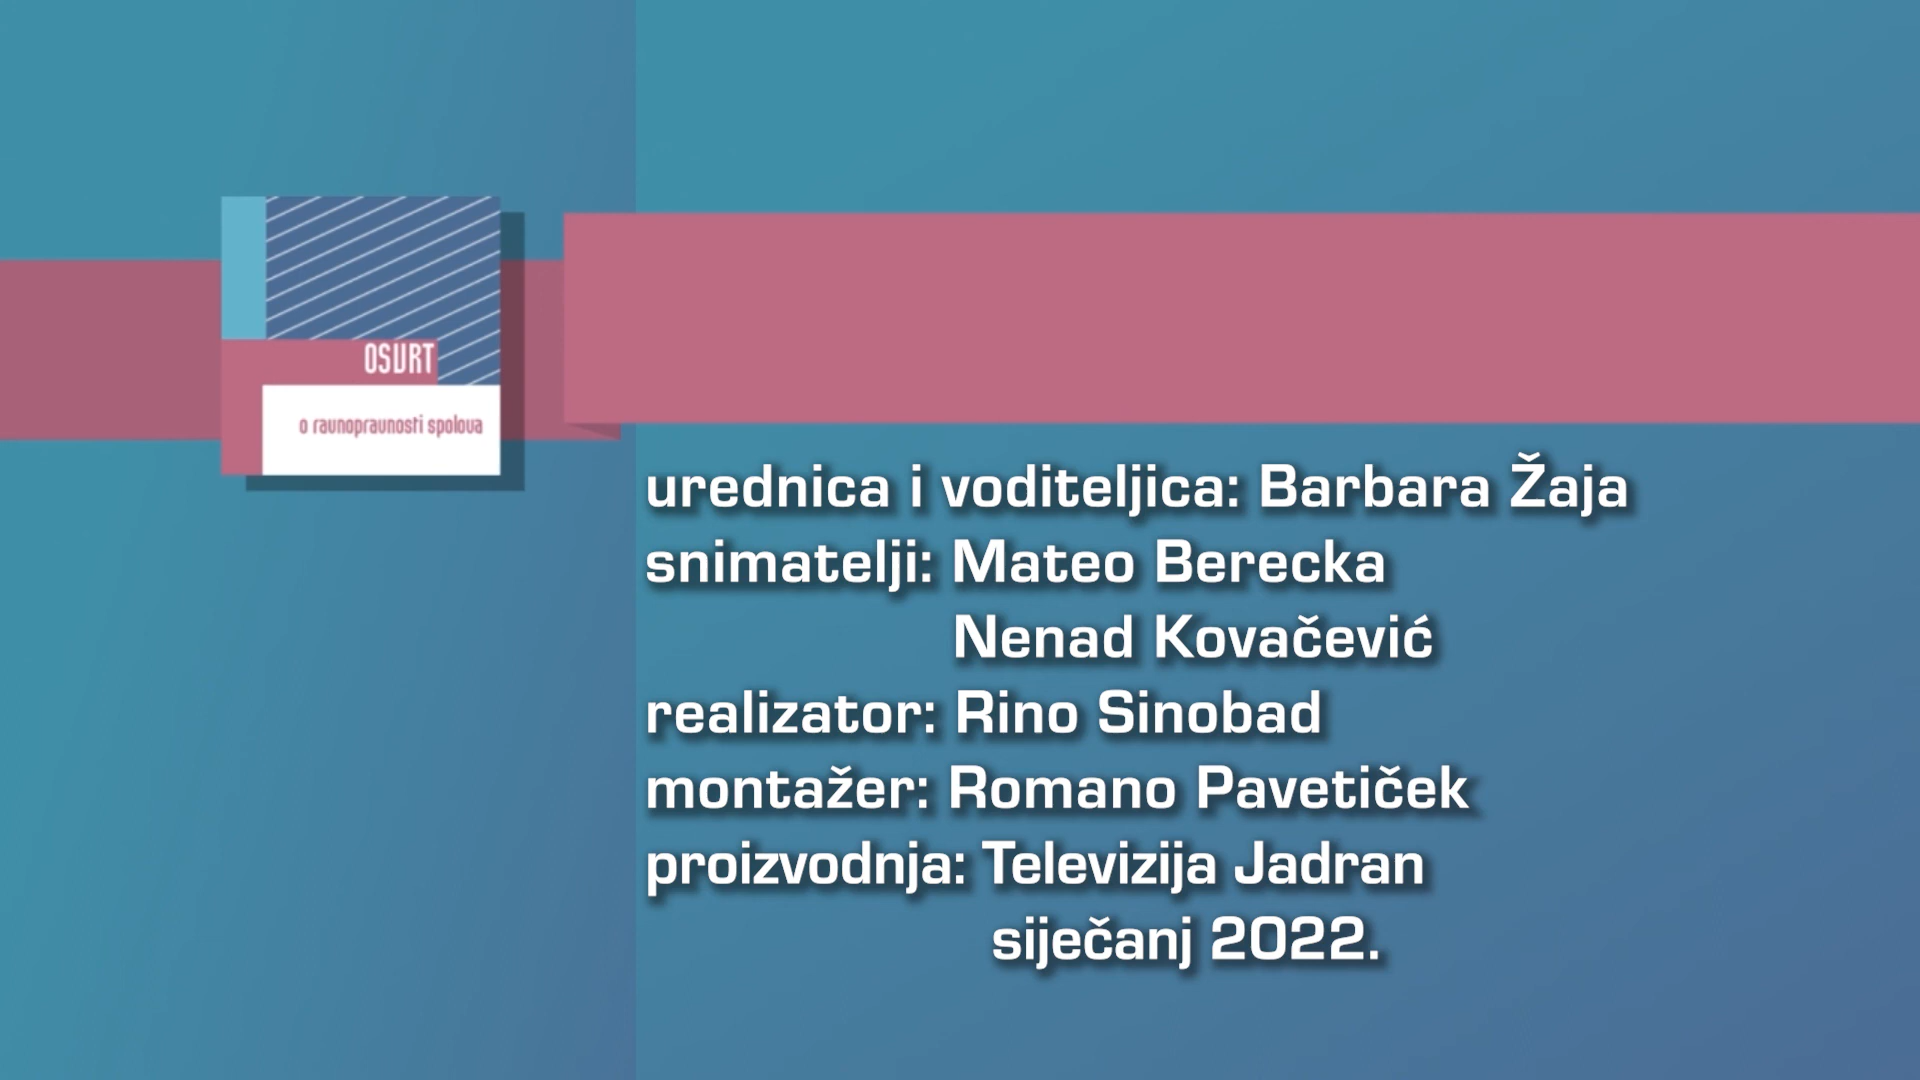 OSVRT
o ravnopravnosti spolova
urednica i voditeljica: Barbara Žaja
snimatelji: Mateo Berecka
Nenad Kovačević
realizator: Rino Sinobad
montažer: Romano Pavetiček
proizvodnja: Televizija Jadran
siječanj 2022.